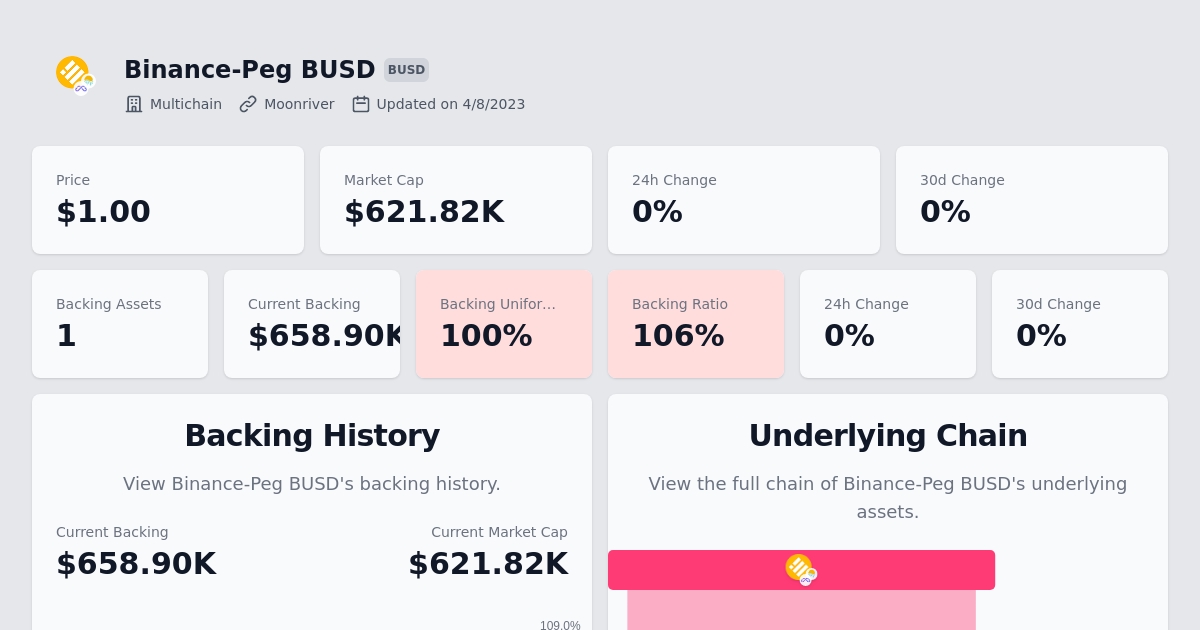 Binance-Peg BUSD BUSD
Multichain Moonriver Updated on 4/8/2023
Price
$1.00
Market Cap
$621.82K
24h Change
0%
30d Change
0%
Backing Assets
1
Current Backing
$658.90K
Backing Unifor...
100%
Backing Ratio
106%
24h Change
0%
30d Change
0%
Backing History
View Binance-Peg BUSD's backing history.
Current Backing
$658.90K
Current Market Cap
$621.82K
109.0%
Underlying Chain
View the full chain of Binance-Peg BUSD's underlying
assets.